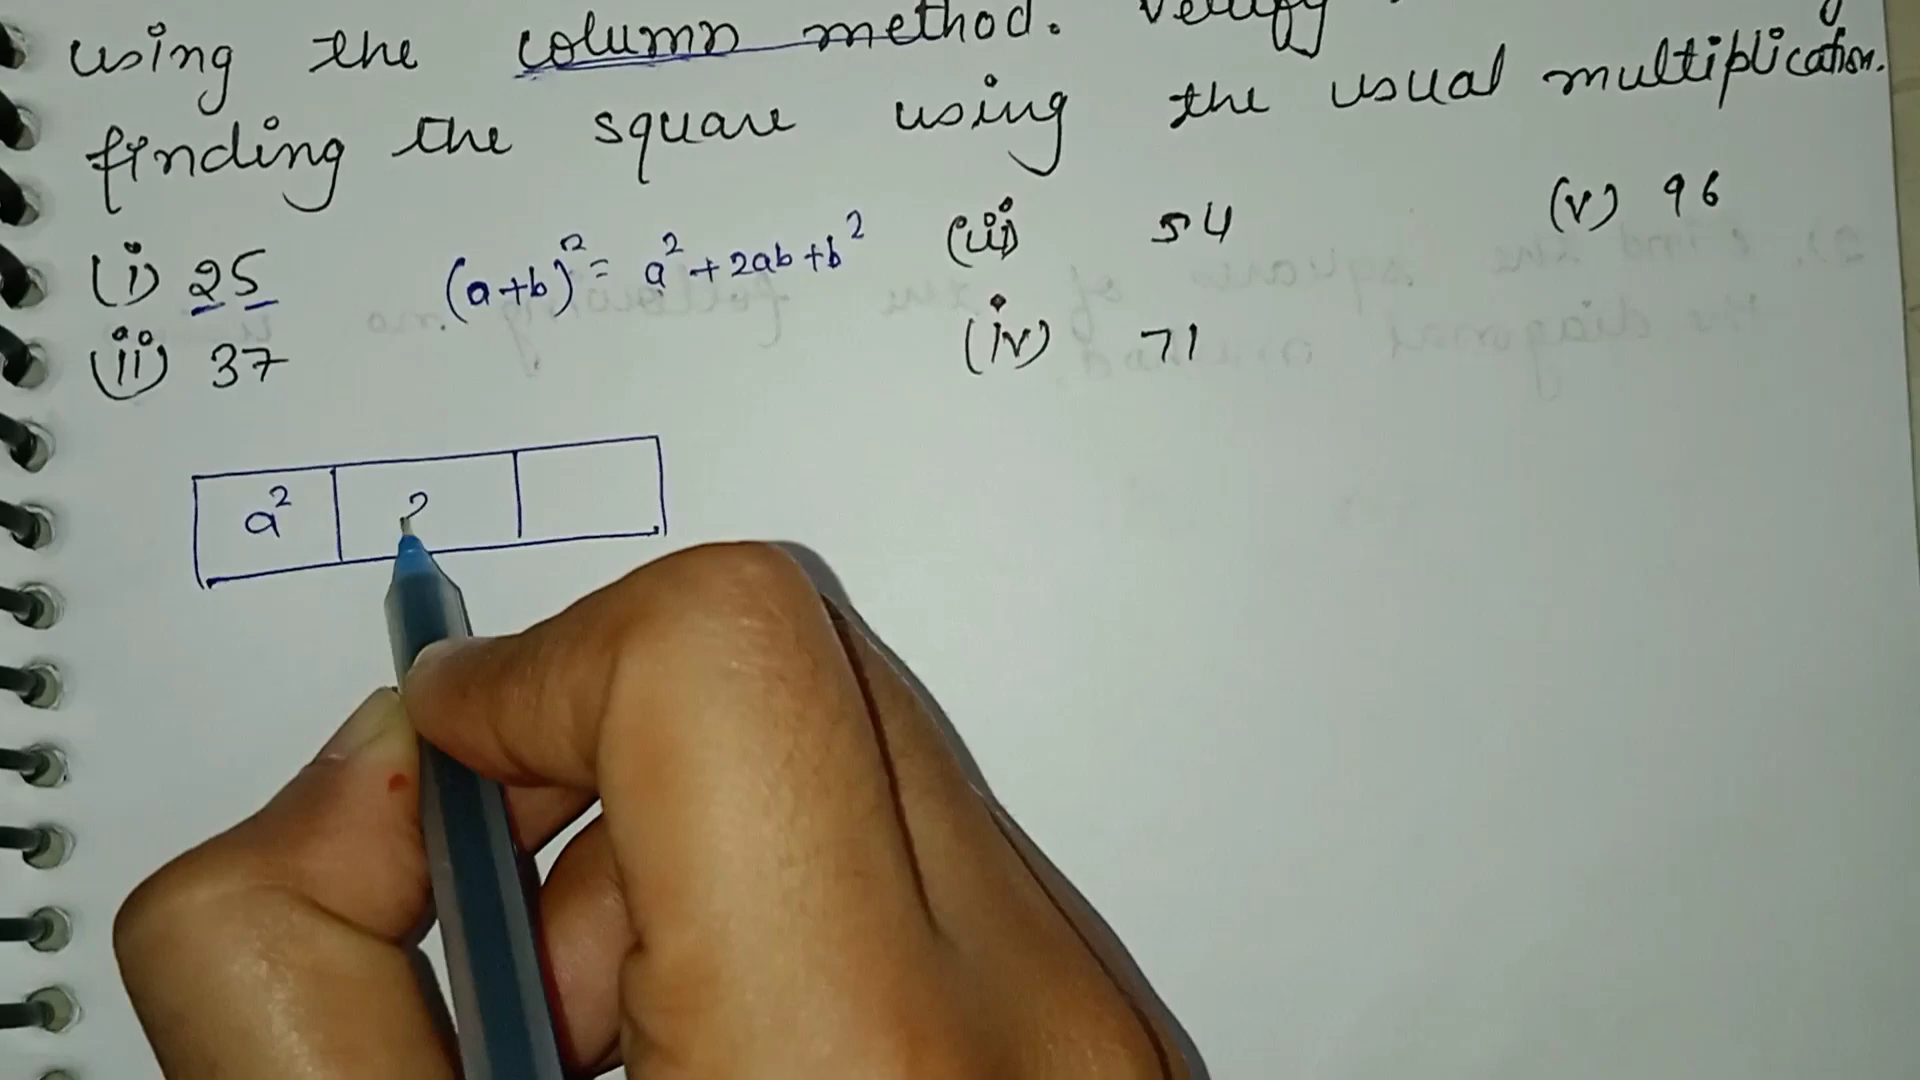 using the column method. Verify
finding the square using the usual multiplication.
(i) 25 (a+b)² = a² + 2ab + b² (iii) 54 (v) 96
(ii) 37 (iv) 71
a² 2